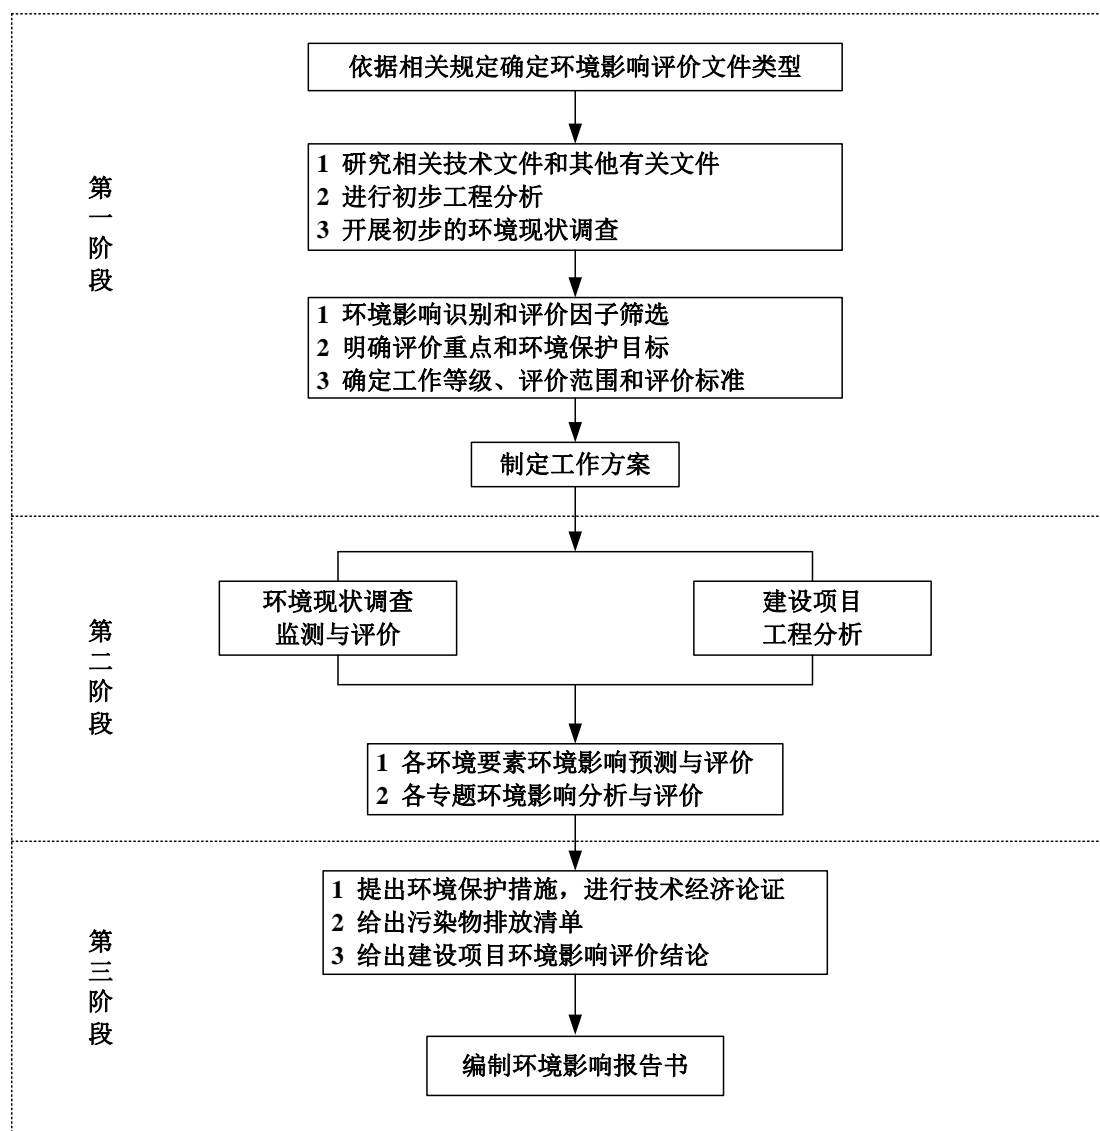 依据相关规定确定环境影响评价文件类型
第一阶段
1 研究相关技术文件和其他有关文件
2 进行初步工程分析
3 开展初步的环境现状调查
1 环境影响识别和评价因子筛选
2 明确评价重点和环境保护目标
3 确定工作等级、评价范围和评价标准
制定工作方案
第二阶段
环境现状调查
监测与评价
建设项目
工程分析
1 各环境要素环境影响预测与评价
2 各专题环境影响分析与评价
第三阶段
1 提出环境保护措施，进行技术经济论证
2 给出污染物排放清单
3 给出建设项目环境影响评价结论
编制环境影响报告书